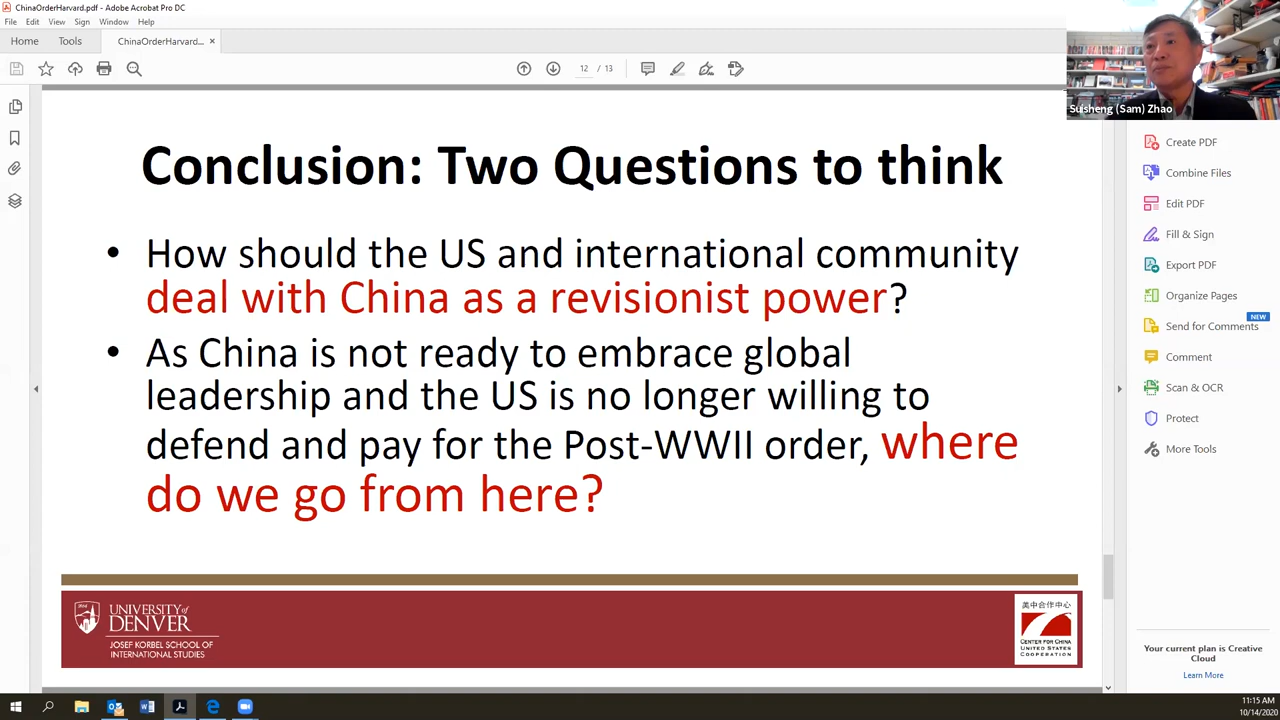 ChinaOrderHarvard.pdf - Adobe Acrobat Pro DC
File Edit View Sign Window Help
Home Tools ChinaOrderHarvard... ×
12 / 13
Suisheng (Sam) Zhao
Conclusion: Two Questions to think
• How should the US and international community
deal with China as a revisionist power?
• As China is not ready to embrace global
leadership and the US is no longer willing to
defend and pay for the Post-WWII order, where
do we go from here?
UNIVERSITY of
DENVER
JOSEF KORBEL SCHOOL OF
INTERNATIONAL STUDIES
美中合作中心
CENTER FOR CHINA
UNITED STATES
COOPERATION
Create PDF
Combine Files
Edit PDF
Fill & Sign
Export PDF
Organize Pages
NEW
Send for Comments
Comment
Scan & OCR
Protect
More Tools
Your current plan is Creative
Cloud
Learn More
11:15 AM
10/14/2020